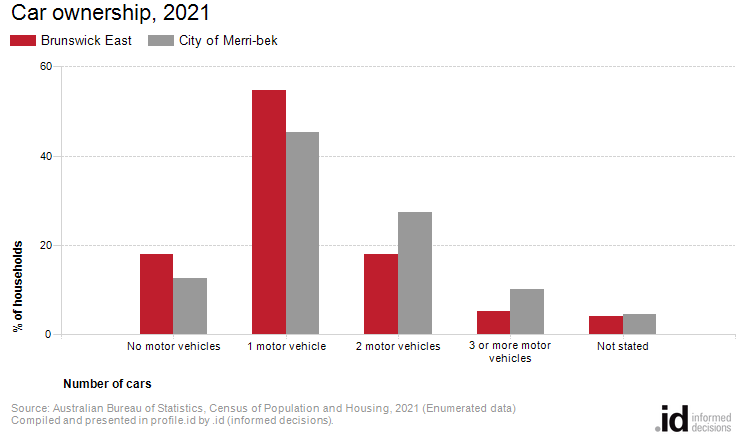 Car ownership, 2021
Brunswick East
City of Merri-bek
60
40
20
0
% of households
No motor vehicles
1 motor vehicle
2 motor vehicles
3 or more motor
vehicles
Not stated
Number of cars
Source: Australian Bureau of Statistics, Census of Population and Housing, 2021 (Enumerated data)
Compiled and presented in profile.id by .id (informed decisions).
.id informed
decisions